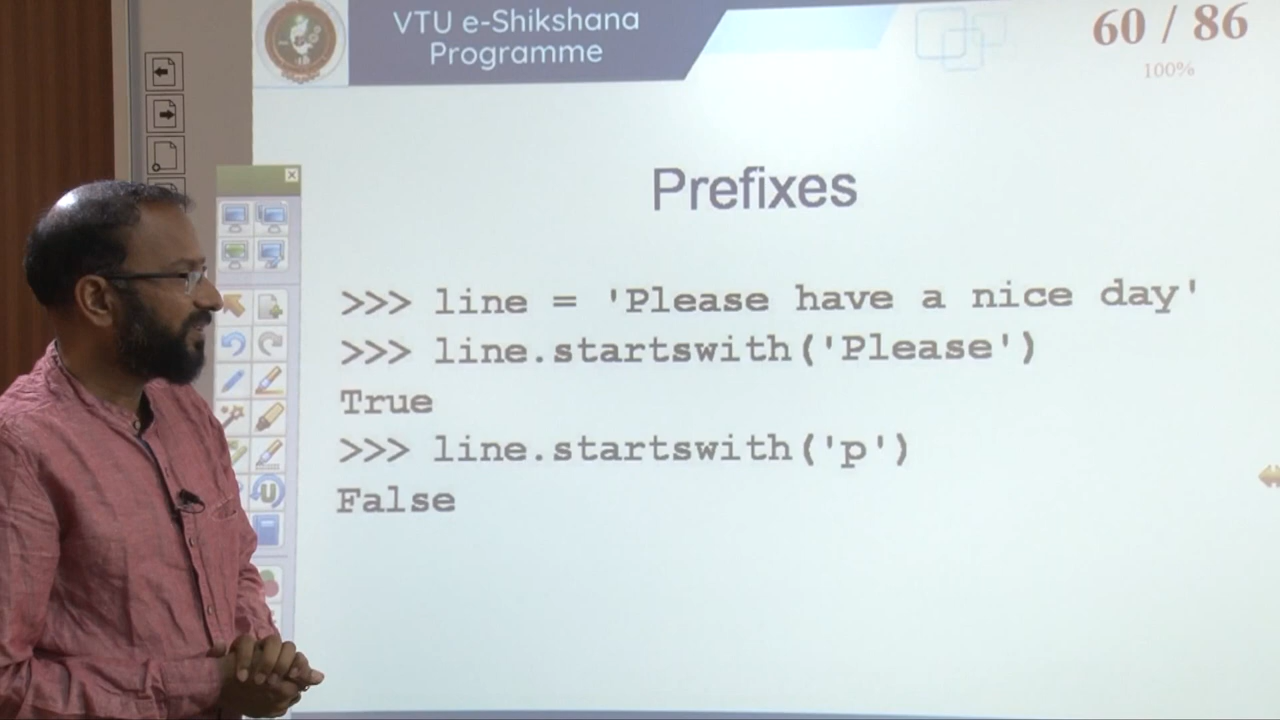 VTU e-Shikshana
Programme
60 / 86
100%
Prefixes
>>> line = 'Please have a nice day'
>>> line.startswith('Please')
True
>>> line.startswith('p')
False